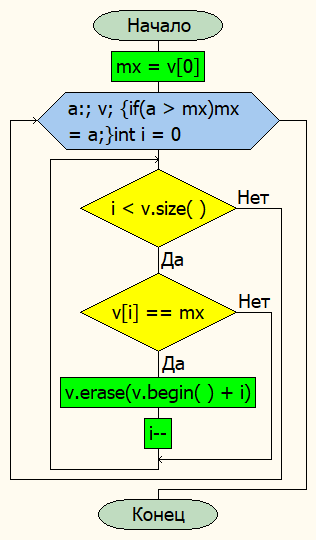 Начало
mx = v[0]
a:; v; {if(a > mx)mx
= a;}int i = 0
i < v.size( )
Нет
Да
v[i] == mx
Нет
Да
v.erase(v.begin( ) + i)
i--
Конец